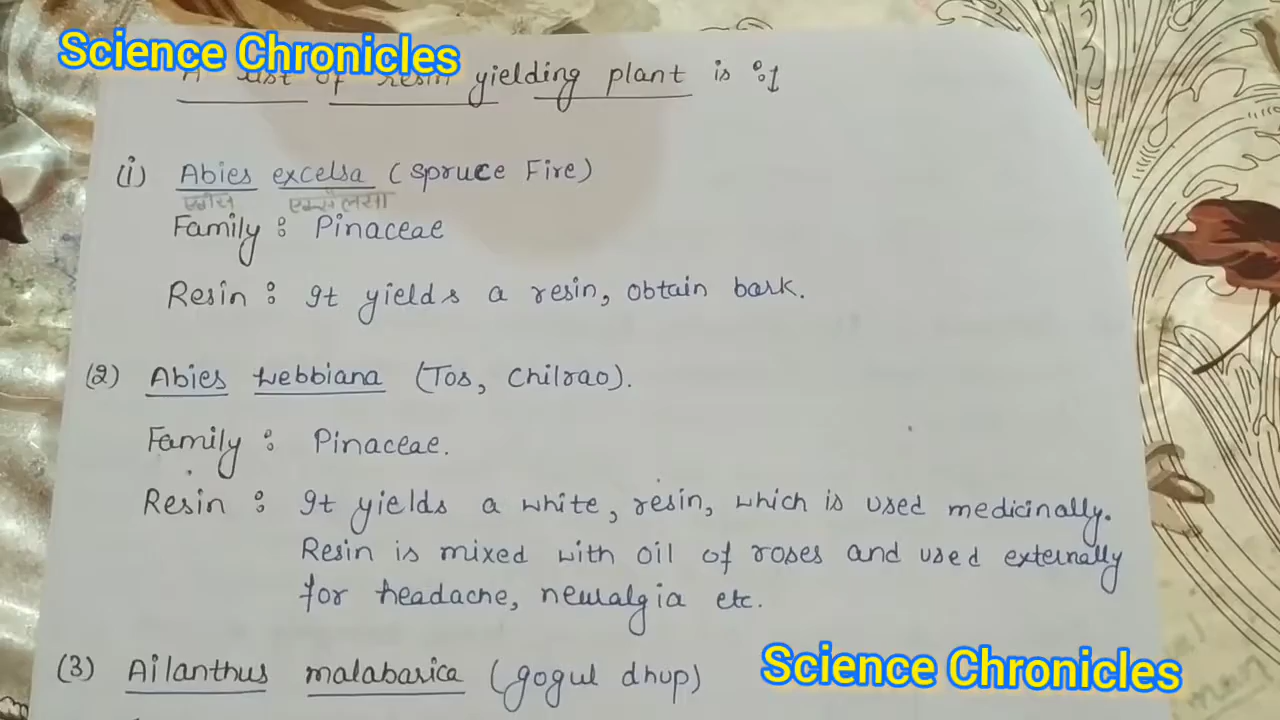 Science Chronicles
A list of resin yielding plant is :-
(i) Abies excelsa (Spruce Fire)
एबीस एक्सेलसा
Family : Pinaceae
Resin : It yields a resin, obtain bark.
(2) Abies webbiana (Tos, Chilrao).
Family : Pinaceae.
Resin : It yields a white, resin, which is used medicinally.
Resin is mixed with oil of roses and used externally
for headache, neuralgia etc.
(3) Ailanthus malabarica (gogul dhup)
Science Chronicles